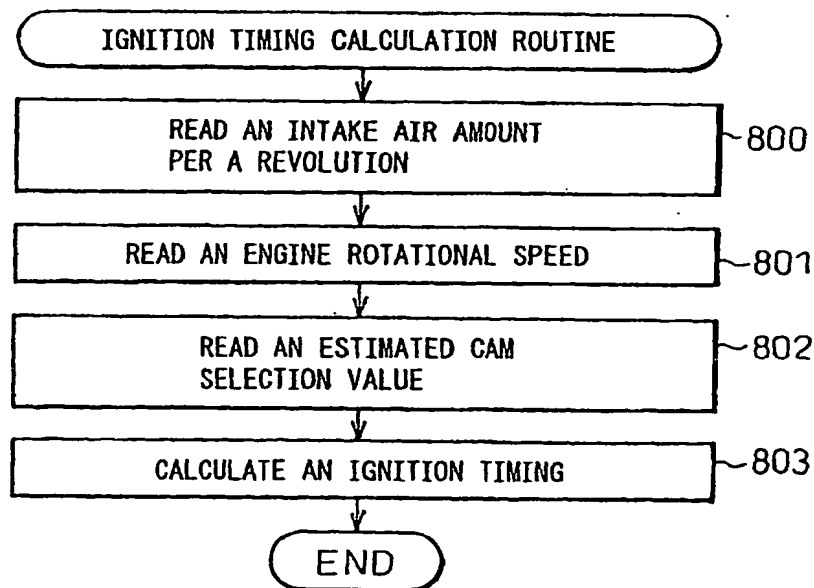 IGNITION TIMING CALCULATION ROUTINE
READ AN INTAKE AIR AMOUNT
PER A REVOLUTION
800
READ AN ENGINE ROTATIONAL SPEED
801
READ AN ESTIMATED CAM
SELECTION VALUE
802
CALCULATE AN IGNITION TIMING
803
END